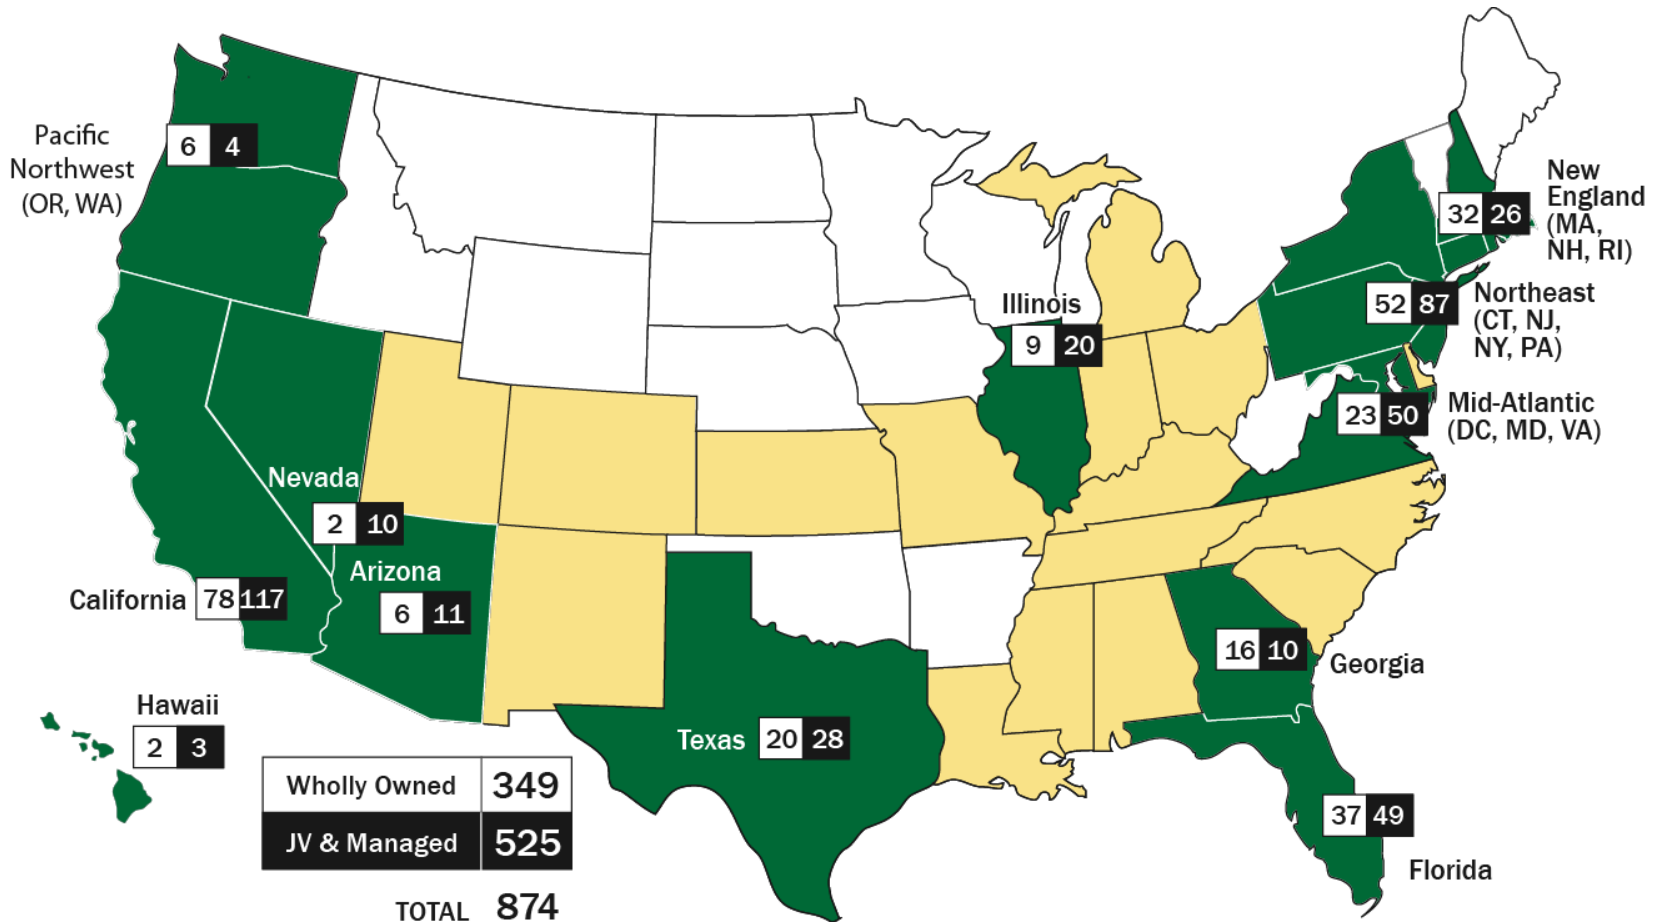 Pacific
Northwest
(OR, WA)
6 4
New
England
(MA,
NH, RI)
32 26
Illinois
9 20
Northeast
(CT, NJ,
NY, PA)
52 87
Mid-Atlantic
(DC, MD, VA)
23 50
Nevada
2 10
Arizona
6 11
California 78 117
Georgia
16 10
Hawaii
2 3
Texas 20 28
37 49
Florida
Wholly Owned 349
JV & Managed 525
TOTAL 874